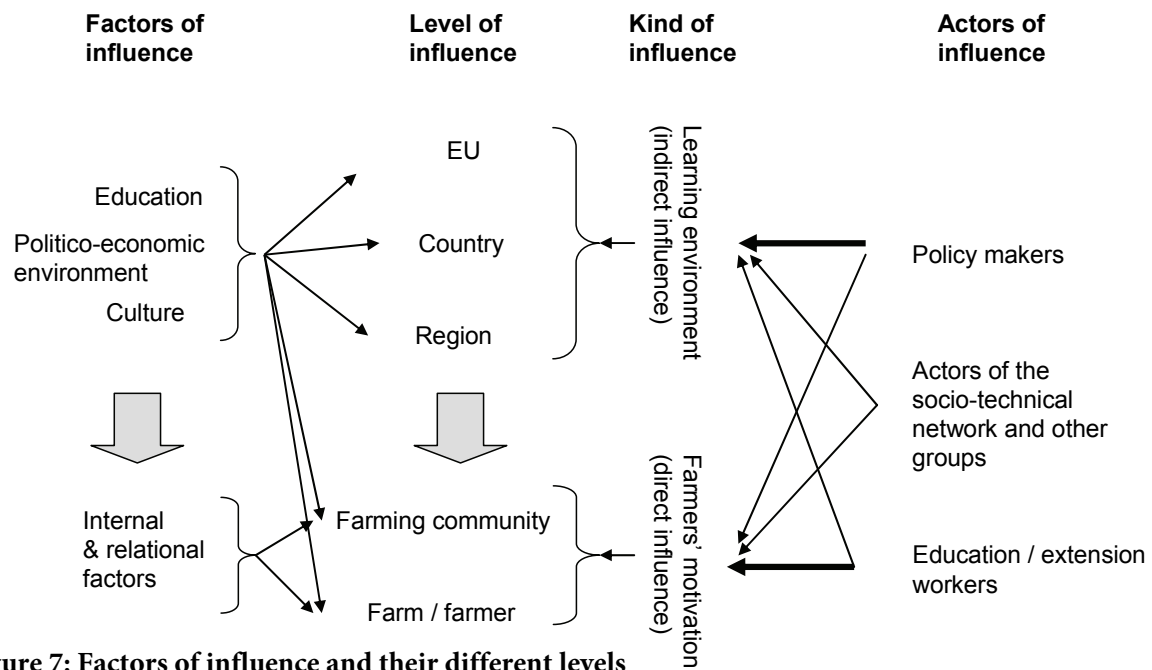 Factors of
influence
Level of
influence
Kind of
influence
Actors of
influence
Education
Politico-economic
environment
Culture
EU
Country
Region
Learning environment
(indirect influence)
Policy makers
Actors of the
socio-technical
network and other
groups
Internal
& relational
factors
Farming community
Farm / farmer
Farmers' motivation
(direct influence)
Education / extension
workers
ture 7: Factors of influence and their different levels